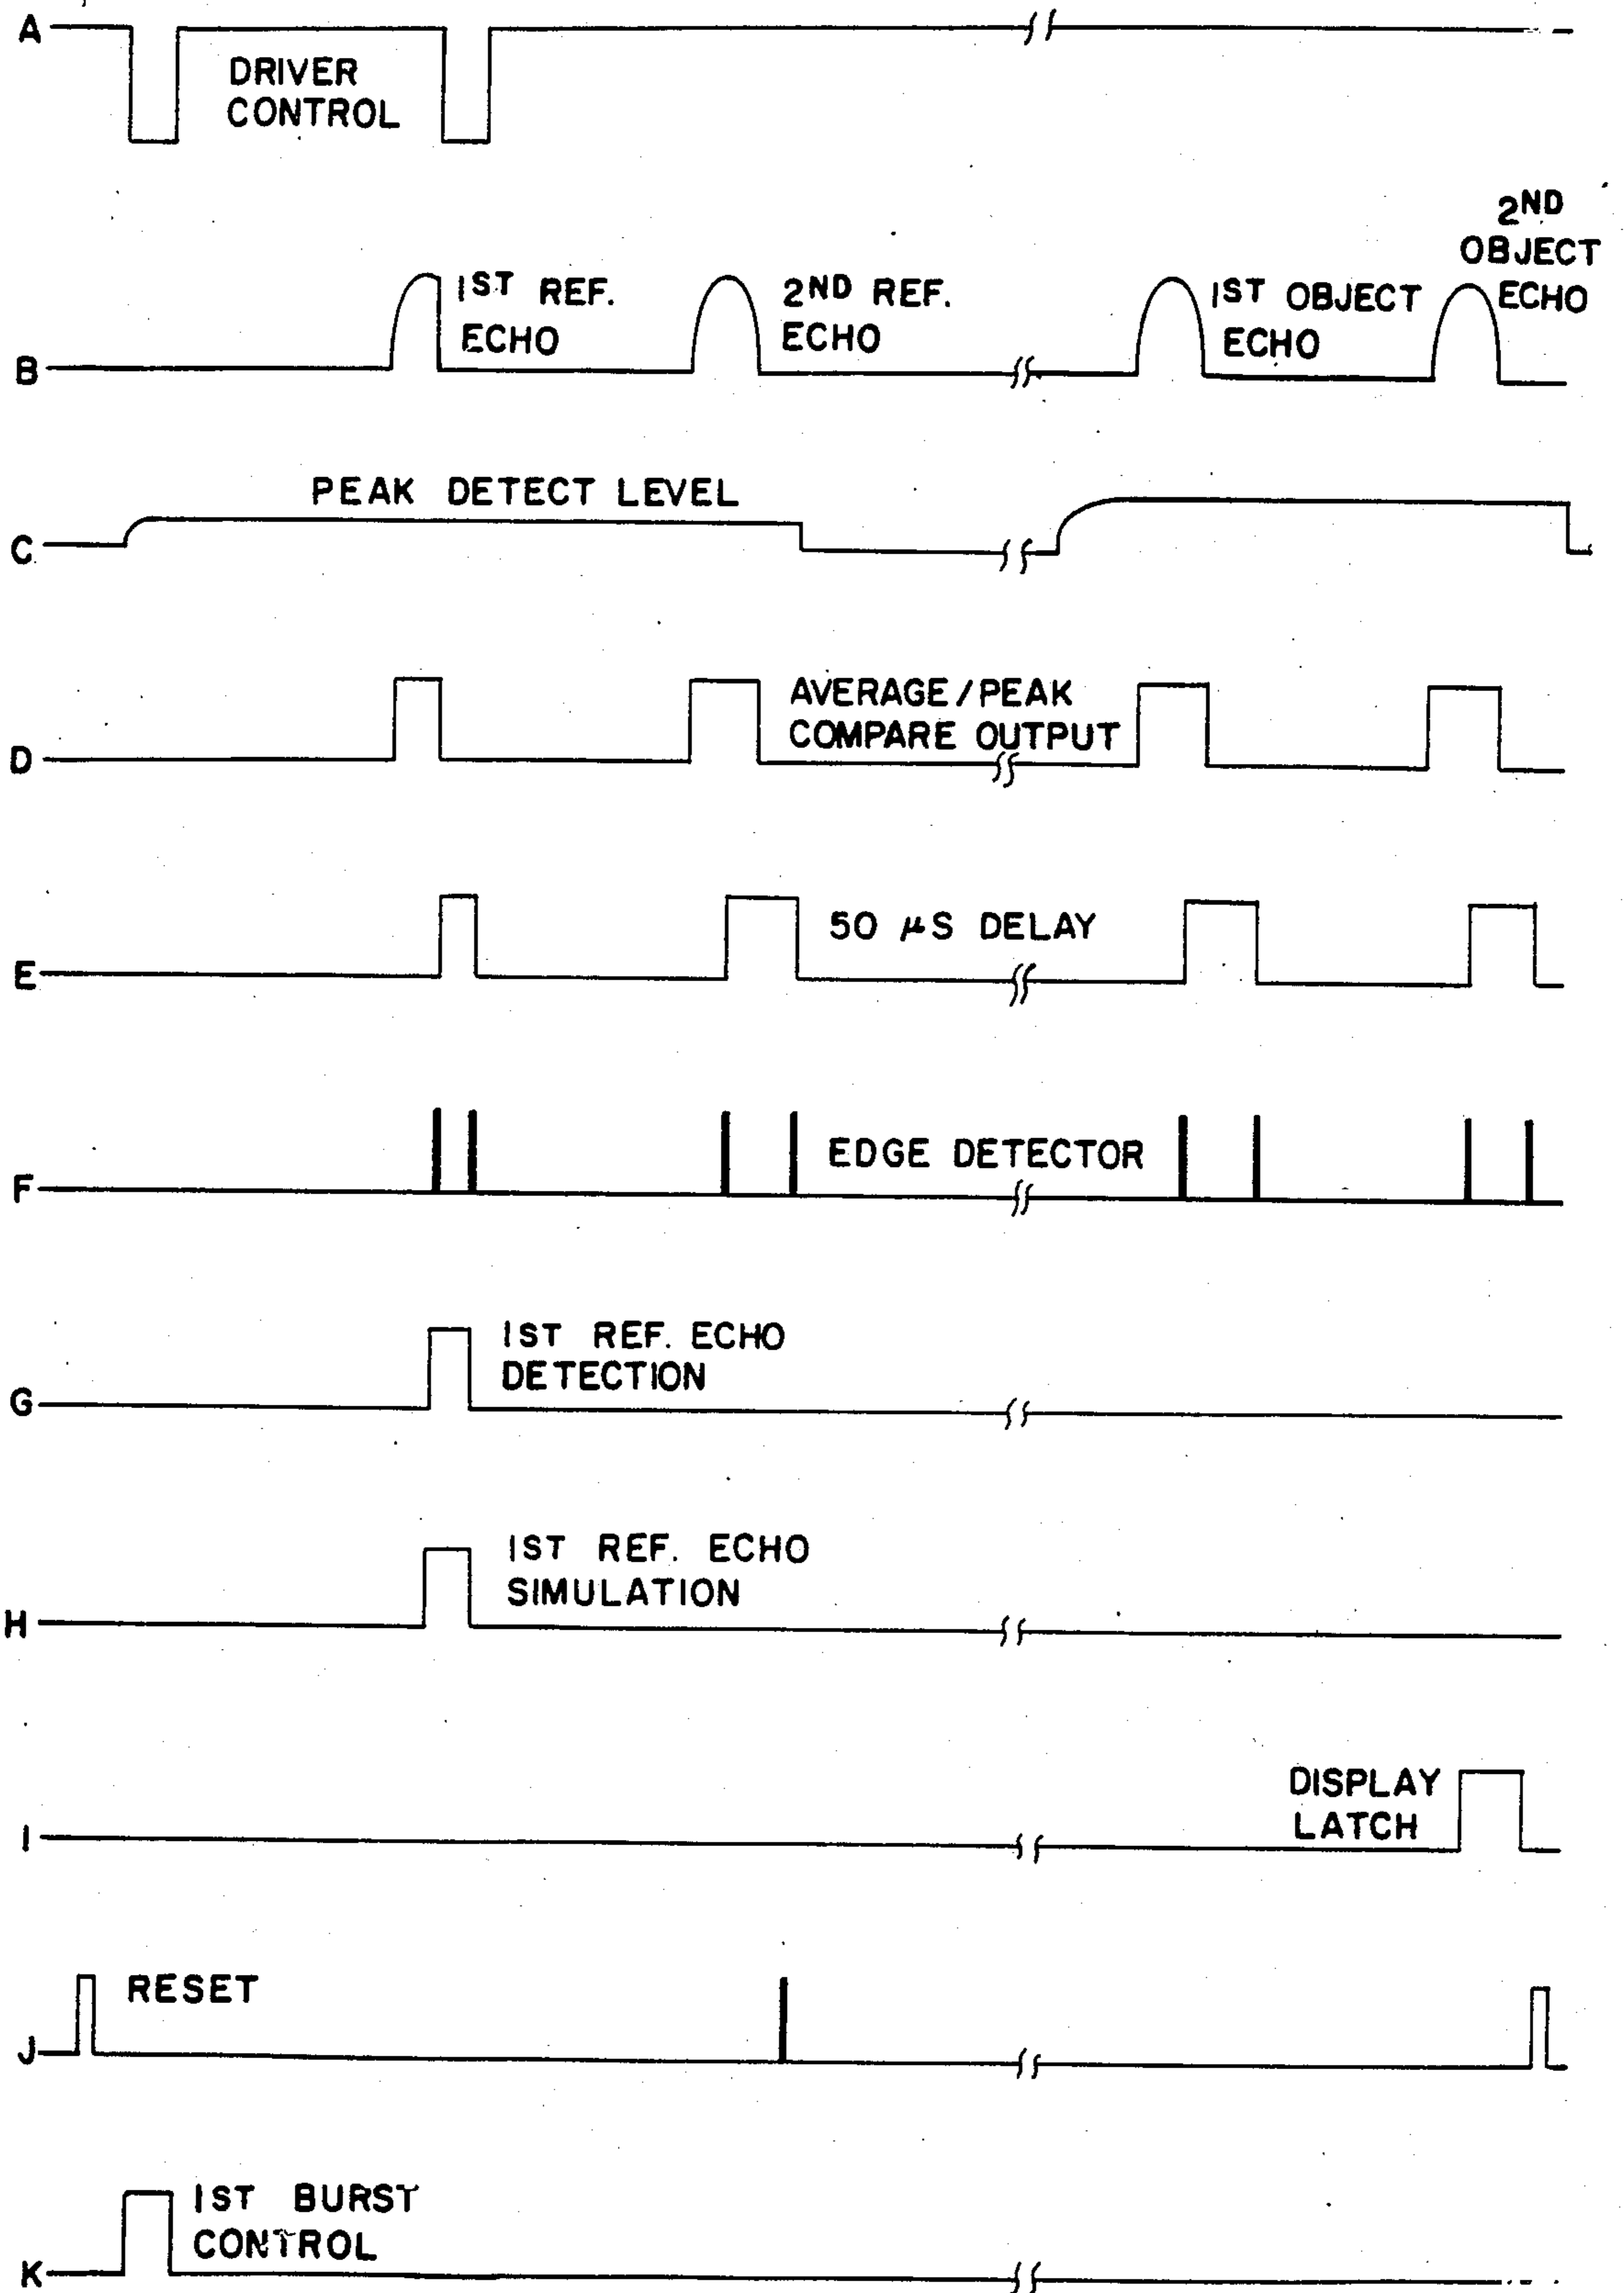 A
DRIVER
CONTROL
2ND
OBJECT
ECHO
1ST REF.
ECHO
2ND REF.
ECHO
1ST OBJECT
ECHO
B
PEAK DETECT LEVEL
C
AVERAGE/PEAK
COMPARE OUTPUT
D
50 μS DELAY
E
EDGE DETECTOR
F
1ST REF. ECHO
DETECTION
G
1ST REF. ECHO
SIMULATION
H
DISPLAY
LATCH
I
RESET
J
1ST BURST
CONTROL
K